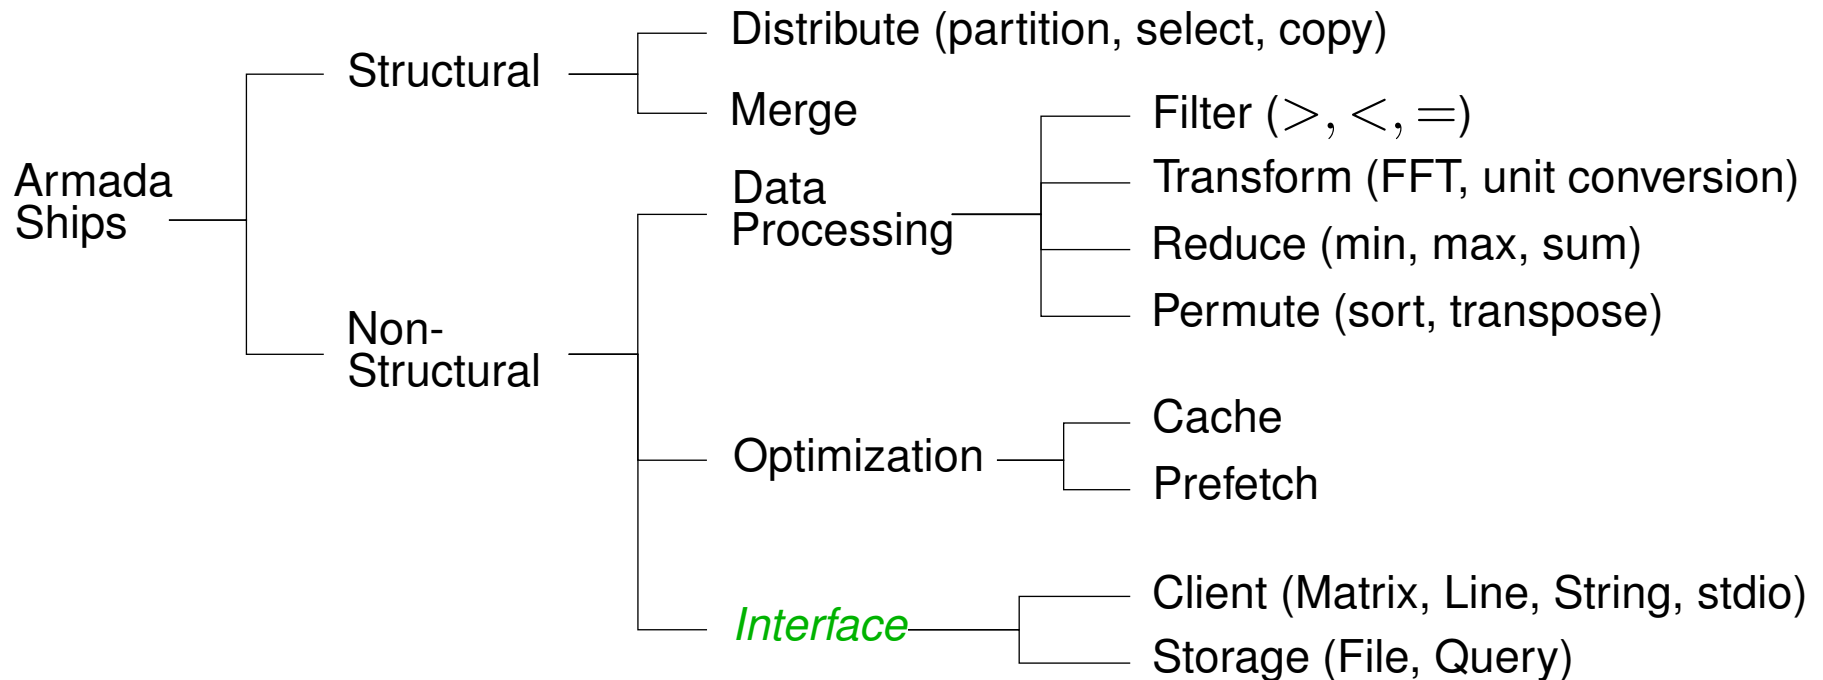 Armada
Ships
Structural
Distribute (partition, select, copy)
Merge
Non-
Structural
Data
Processing
Filter (>, <, =)
Transform (FFT, unit conversion)
Reduce (min, max, sum)
Permute (sort, transpose)
Optimization
Cache
Prefetch
Interface
Client (Matrix, Line, String, stdio)
Storage (File, Query)